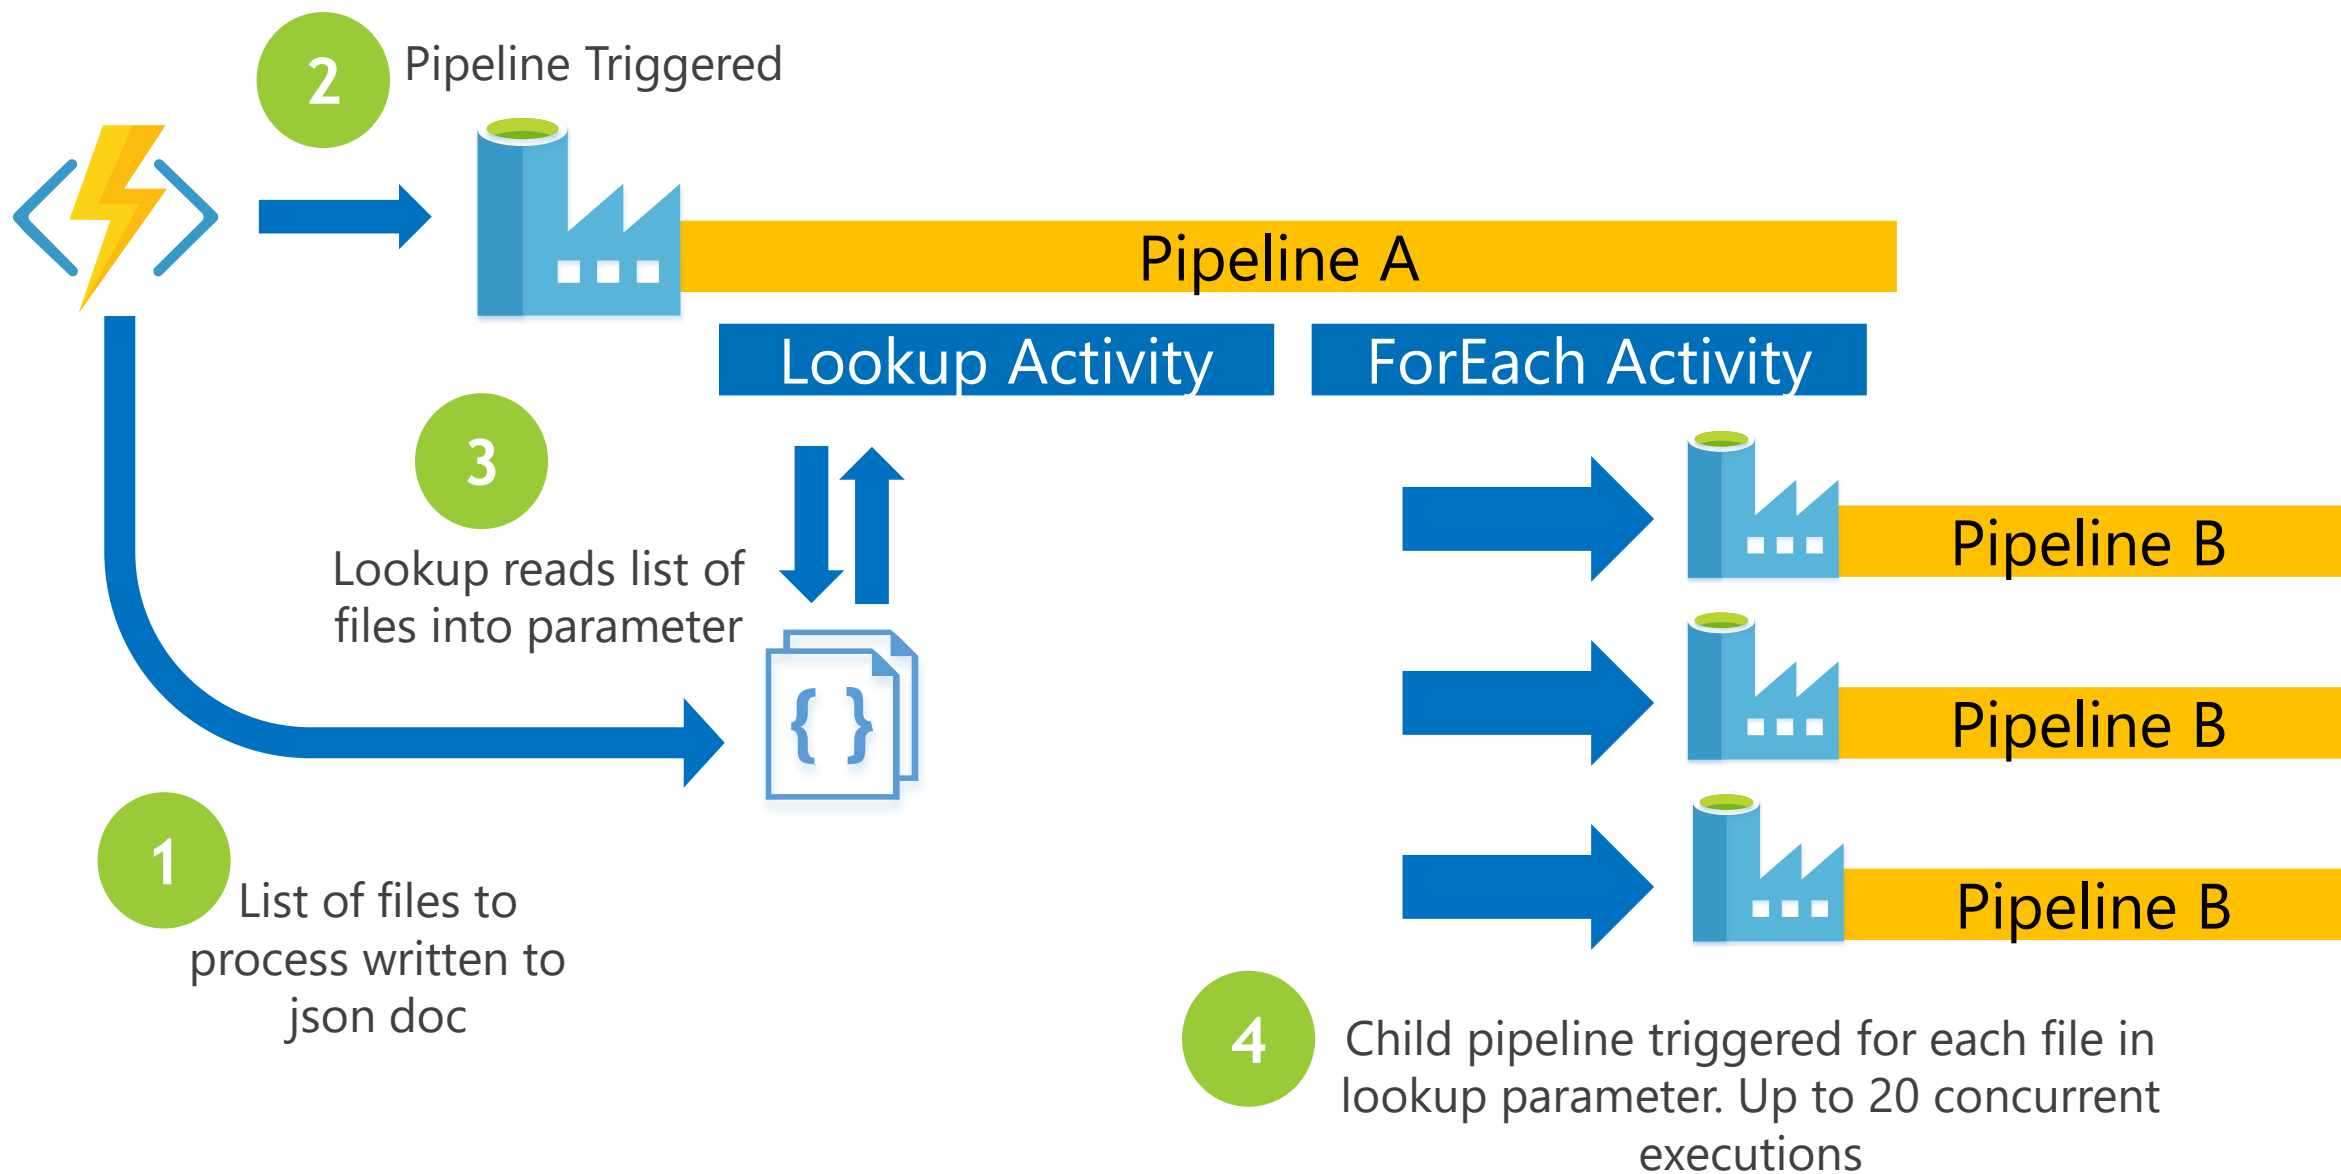 2
Pipeline Triggered
Pipeline A
Lookup Activity
ForEach Activity
3
Lookup reads list of
files into parameter
{ }
Pipeline B
Pipeline B
Pipeline B
1
List of files to
process written to
json doc
4
Child pipeline triggered for each file in
lookup parameter. Up to 20 concurrent
executions